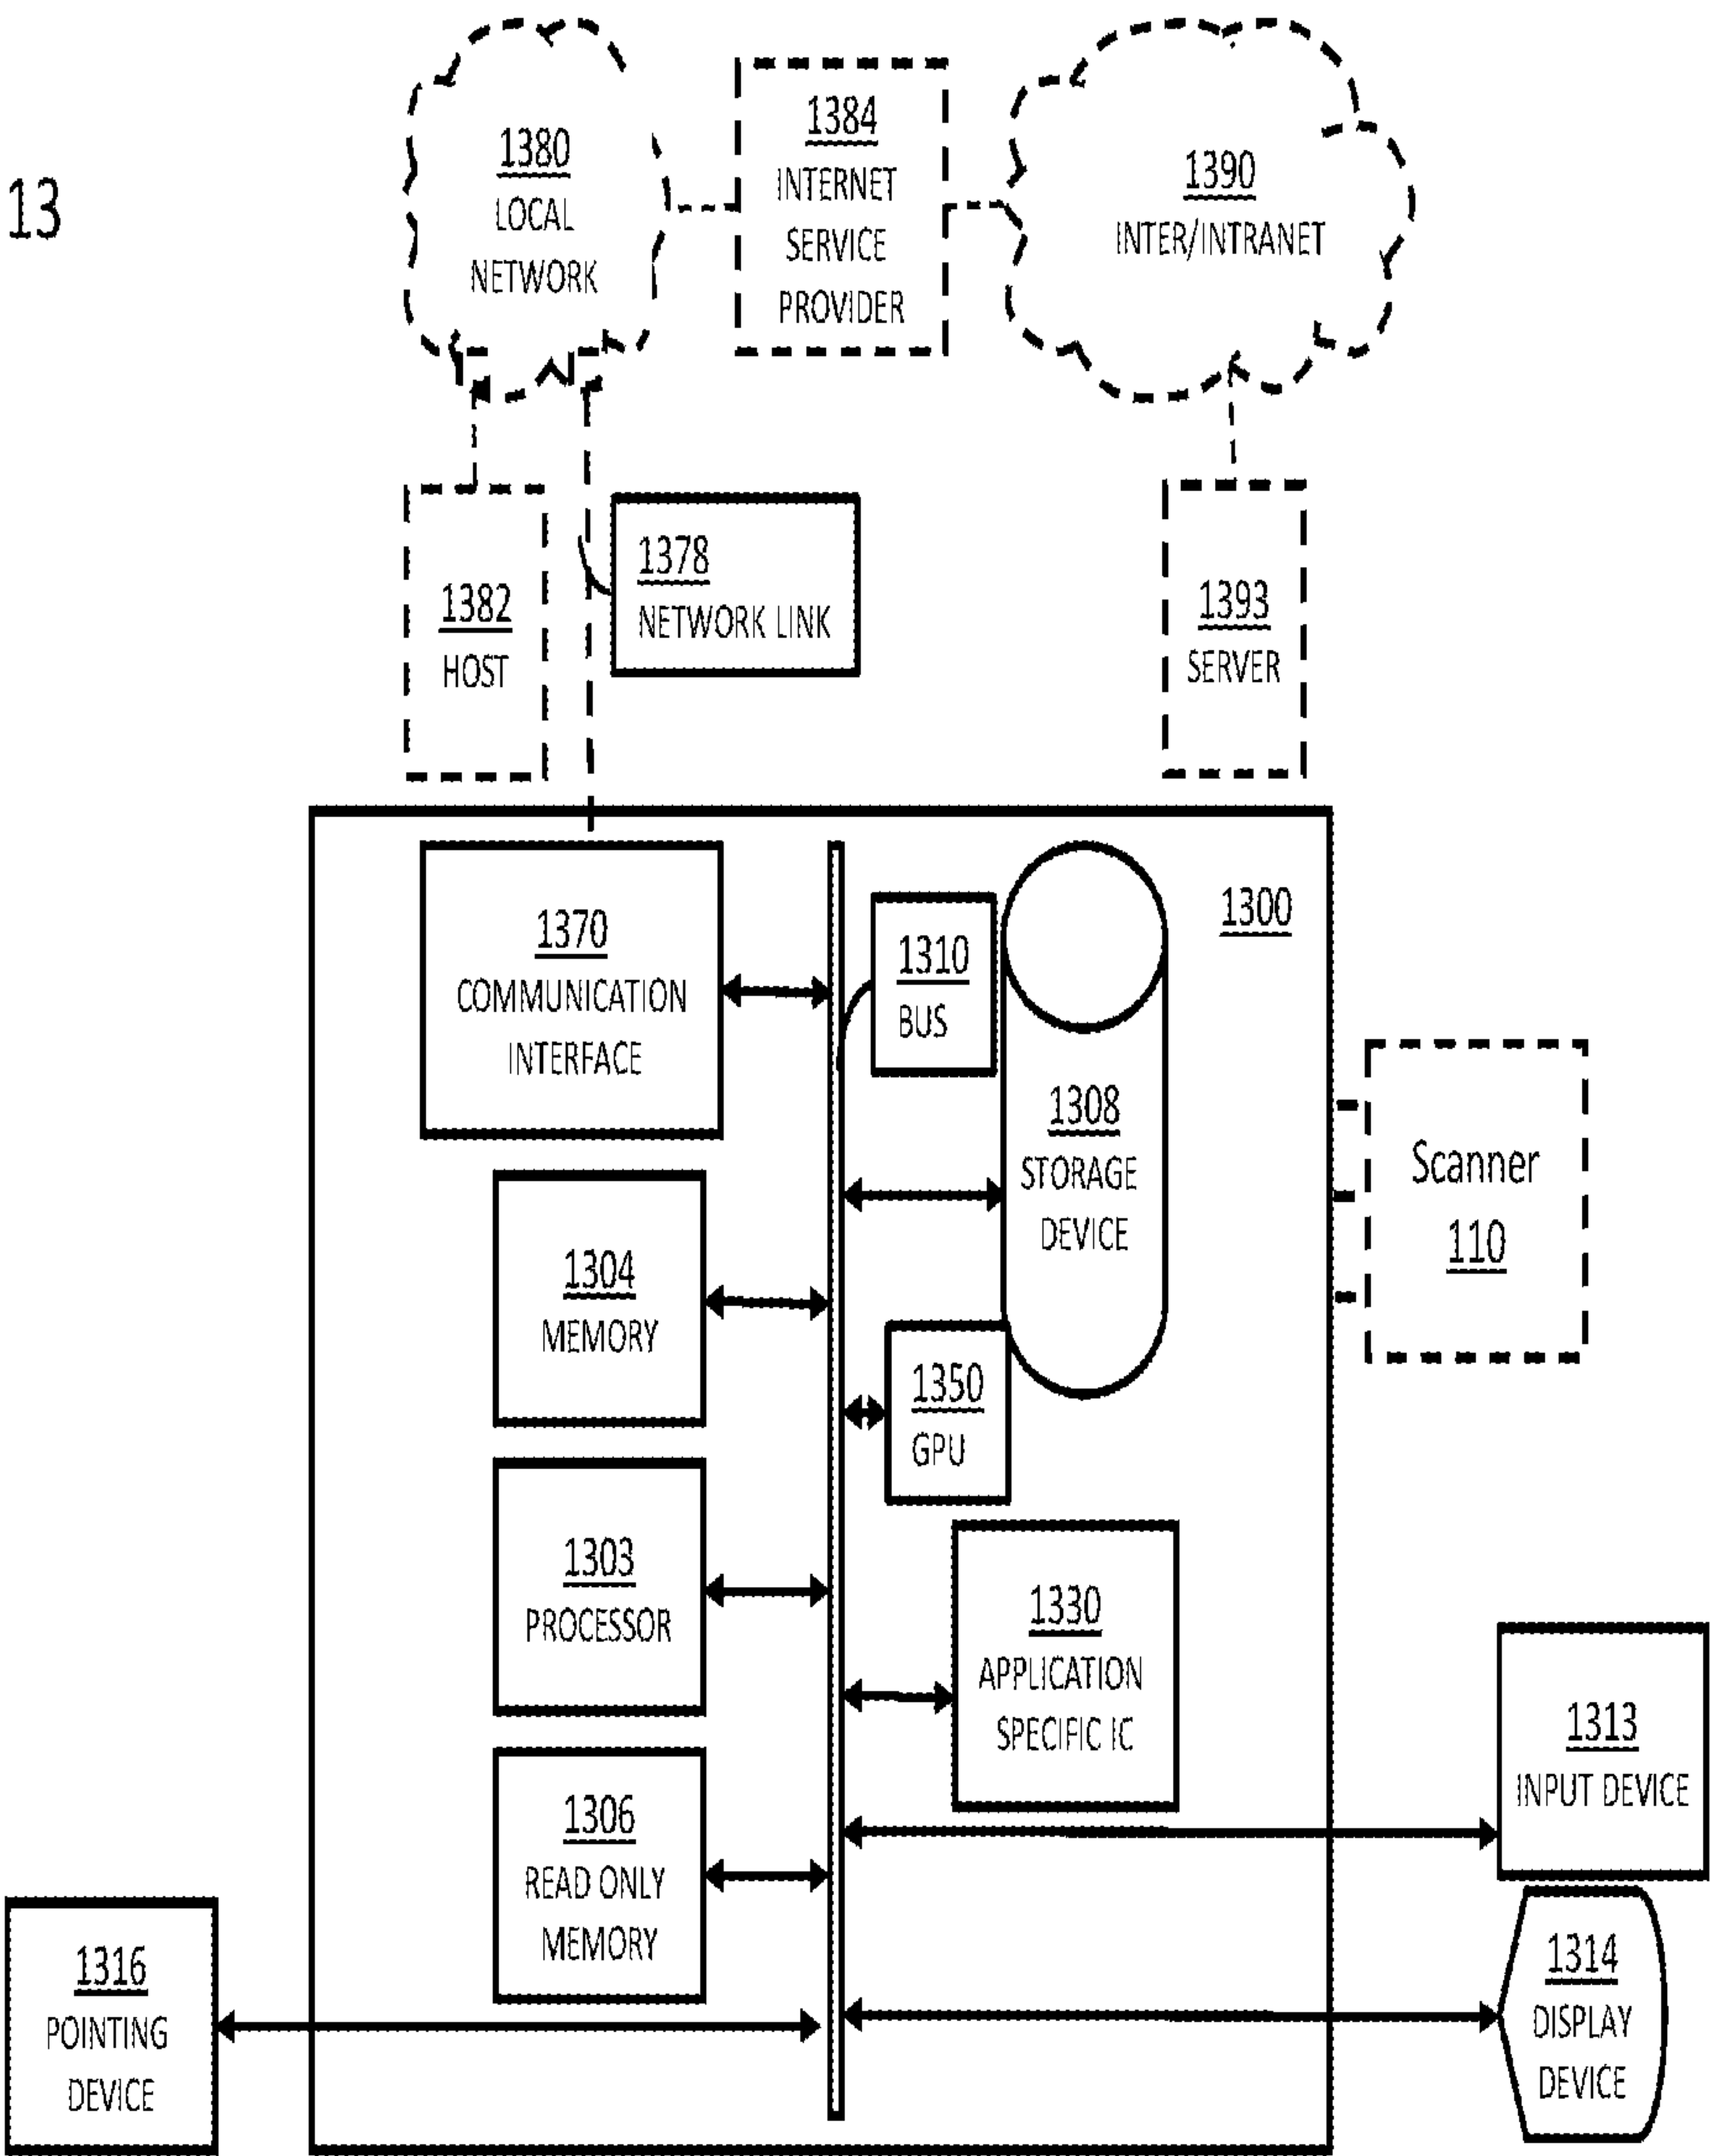 13
1380
LOCAL
NETWORK
1384
INTERNET
SERVICE
PROVIDER
1390
INTER/INTRANET
1382
HOST
1378
NETWORK LINK
1393
SERVER
1300
1370
COMMUNICATION
INTERFACE
1310
BUS
1308
STORAGE
DEVICE
Scanner
110
1304
MEMORY
1350
GPU
1303
PROCESSOR
1330
APPLICATION
SPECIFIC IC
1313
INPUT DEVICE
1306
READ ONLY
MEMORY
1316
POINTING
DEVICE
1314
DISPLAY
DEVICE